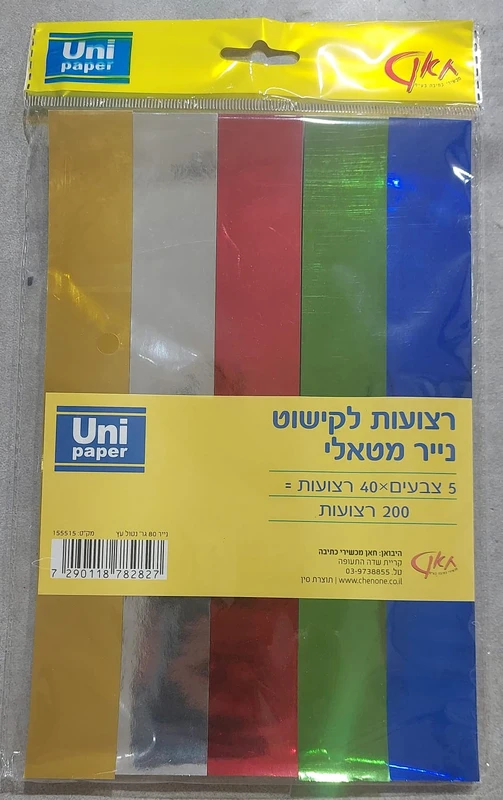 Uni
paper
חאן
Uni
paper
רצועות לקישוט
נייר מטאלי
5 צבעים×40 רצועות =
200 רצועות
נייר 80 גר' נטול עץ
מק״ט: 155515
7 290118 782827
היבואן: חאן מכשירי כתיבה
קריית שדה התעופה
טל. 03-9738855
www.chenone.co.il | תוצרת סין
חאן